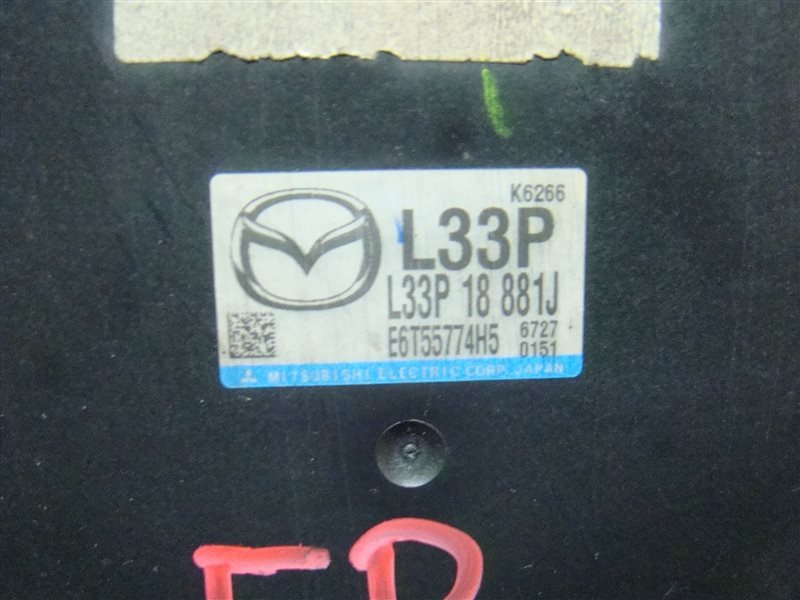 K6266
L33P
L33P 18 881J
E6T55774H5 6727
0151
MITSUBISHI ELECTRIC CORP. JAPAN